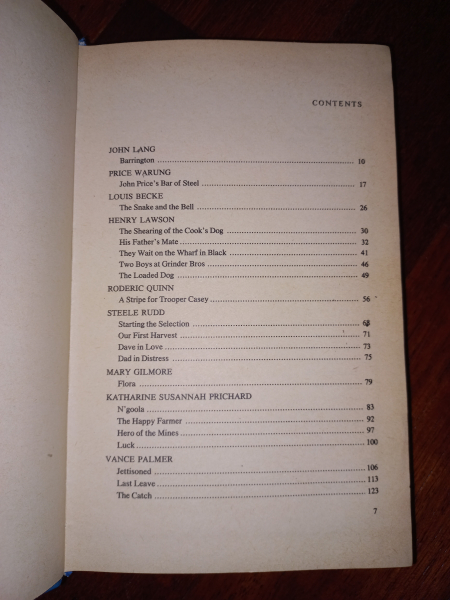 CONTENTS
JOHN LANG
Barrington 10
PRICE WARUNG
John Price's Bar of Steel 17
LOUIS BECKE
The Snake and the Bell 26
HENRY LAWSON
The Shearing of the Cook's Dog 30
His Father's Mate 32
They Wait on the Wharf in Black 41
Two Boys at Grinder Bros 46
The Loaded Dog 49
RODERIC QUINN
A Stripe for Trooper Casey 56
STEELE RUDD
Starting the Selection
Our First Harvest 71
Dave in Love 73
Dad in Distress 75
MARY GILMORE
Flora 79
KATHARINE SUSANNAH PRICHARD
N'goola 83
The Happy Farmer 92
Hero of the Mines 97
Luck 100
VANCE PALMER
Jettisoned 106
Last Leave 113
The Catch 123
7